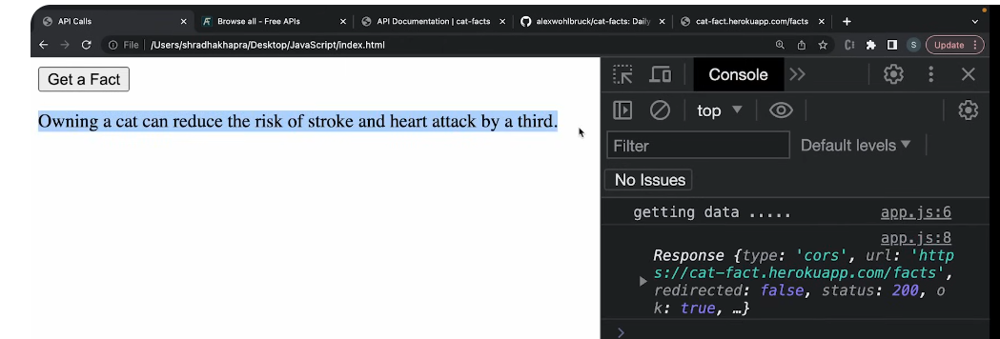 API Calls
Browse all - Free APIs
API Documentation | cat-facts
alexwohlbruck/cat-facts: Daily
cat-fact.herokuapp.com/facts
File | /Users/shradhakhapra/Desktop/JavaScript/index.html
S
Update
Get a Fact
Owning a cat can reduce the risk of stroke and heart attack by a third.
Console
top
Filter
Default levels
No Issues
getting data ..... app.js:6
app.js:8
Response {type: 'cors', url: 'http
s://cat-fact.herokuapp.com/facts',
redirected: false, status: 200, o
k: true, …}